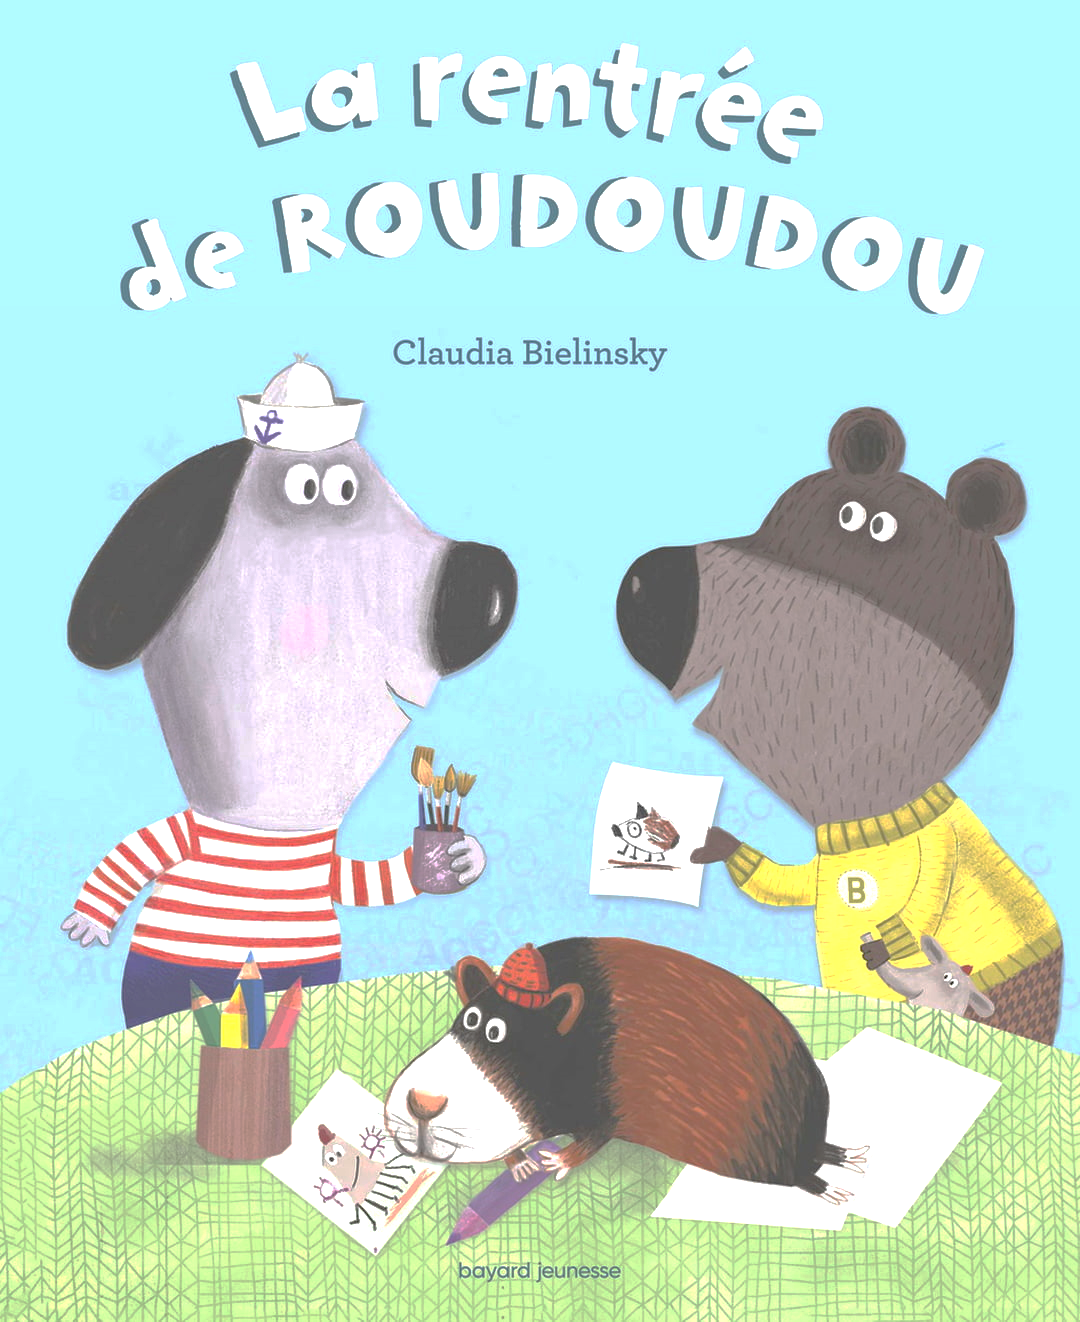 La rentrée
de ROUDOUDOU
Claudia Bielinsky
B
bayard jeunesse